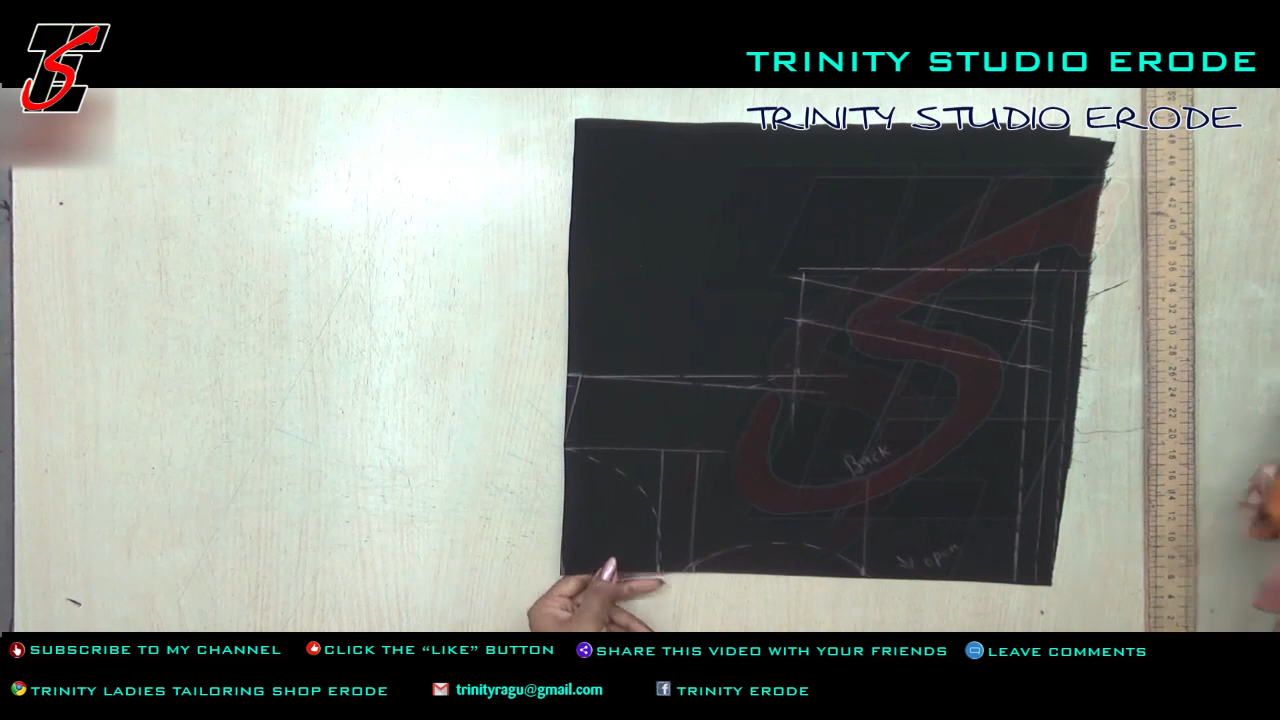 TRINITY STUDIO ERODE
TRINITY STUDIO ERODE
Back
open
SUBSCRIBE TO MY CHANNEL
CLICK THE “LIKE” BUTTON
SHARE THIS VIDEO WITH YOUR FRIENDS
LEAVE COMMENTS
TRINITY LADIES TAILORING SHOP ERODE
trinityragu@gmail.com
TRINITY ERODE